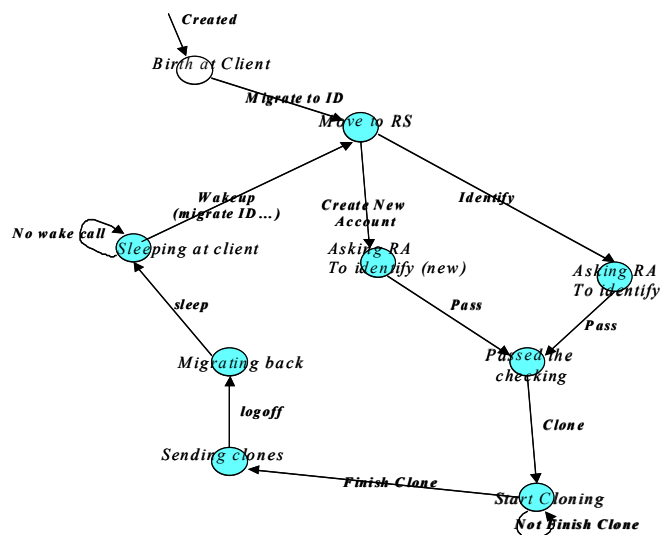 Created
Birth at Client
Migrate to ID
Move to RS
Wakeup
(migrate ID...)
Create New
Account
Identify
No wake call
Sleeping at client
Asking RA
To identify (new)
Asking RA
To identify
sleep
Pass
Pass
Migrating back
Passed the
checking
logoff
Clone
Sending clones
Finish Clone
Start Cloning
Not Finish Clone